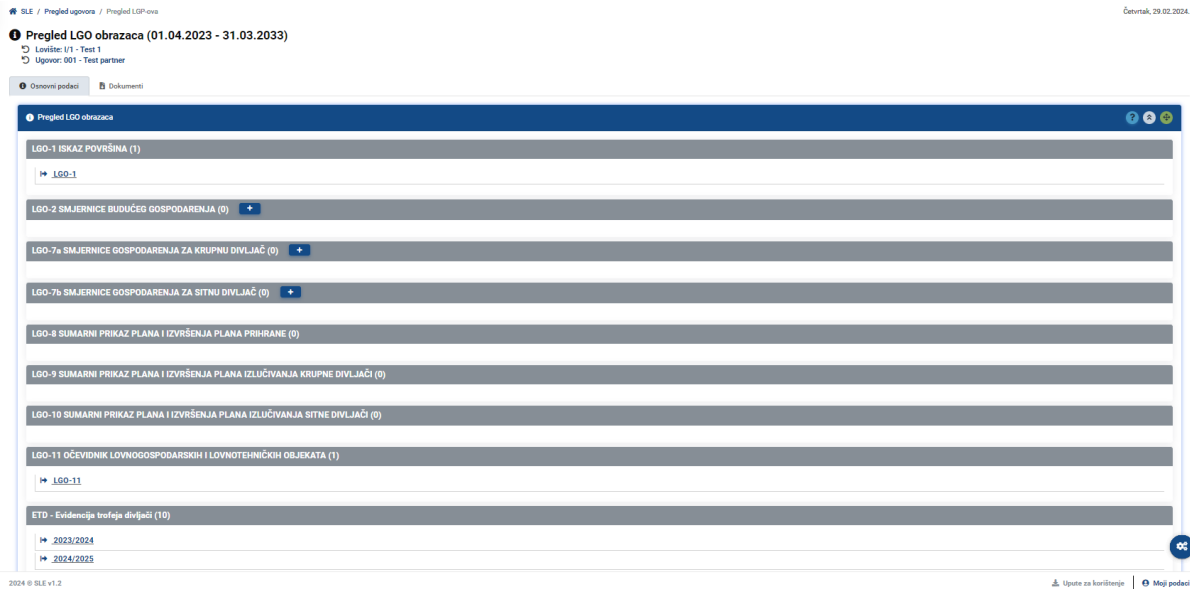 SLE / Pregled ugovora / Pregled LGP-ova
Četvrtak, 29.02.2024.
Pregled LGO obrazaca (01.04.2023 - 31.03.2033)
Lovište: I/1 - Test 1
Ugovor: 001 - Test partner
Osnovni podaci
Dokumenti
Pregled LGO obrazaca
LGO-1 ISKAZ POVRŠINA (1)
LGO-1
LGO-2 SMJERNICE BUDUĆEG GOSPODARENJA (0)
LGO-7a SMJERNICE GOSPODARENJA ZA KRUPNU DIVLJAČ (0)
LGO-7b SMJERNICE GOSPODARENJA ZA SITNU DIVLJAČ (0)
LGO-8 SUMARNI PRIKAZ PLANA I IZVRŠENJA PLANA PRIHRANE (0)
LGO-9 SUMARNI PRIKAZ PLANA I IZVRŠENJA PLANA IZLUČIVANJA KRUPNE DIVLJAČI (0)
LGO-10 SUMARNI PRIKAZ PLANA I IZVRŠENJA PLANA IZLUČIVANJA SITNE DIVLJAČI (0)
LGO-11 OČEVIDNIK LOVNOGOSPODARSKIH I LOVNOTEHNIČKIH OBJEKATA (1)
LGO-11
ETD - Evidencija trofeja divljači (10)
2023/2024
2024/2025
2024 © SLE v1.2
Upute za korištenje
Moji podaci